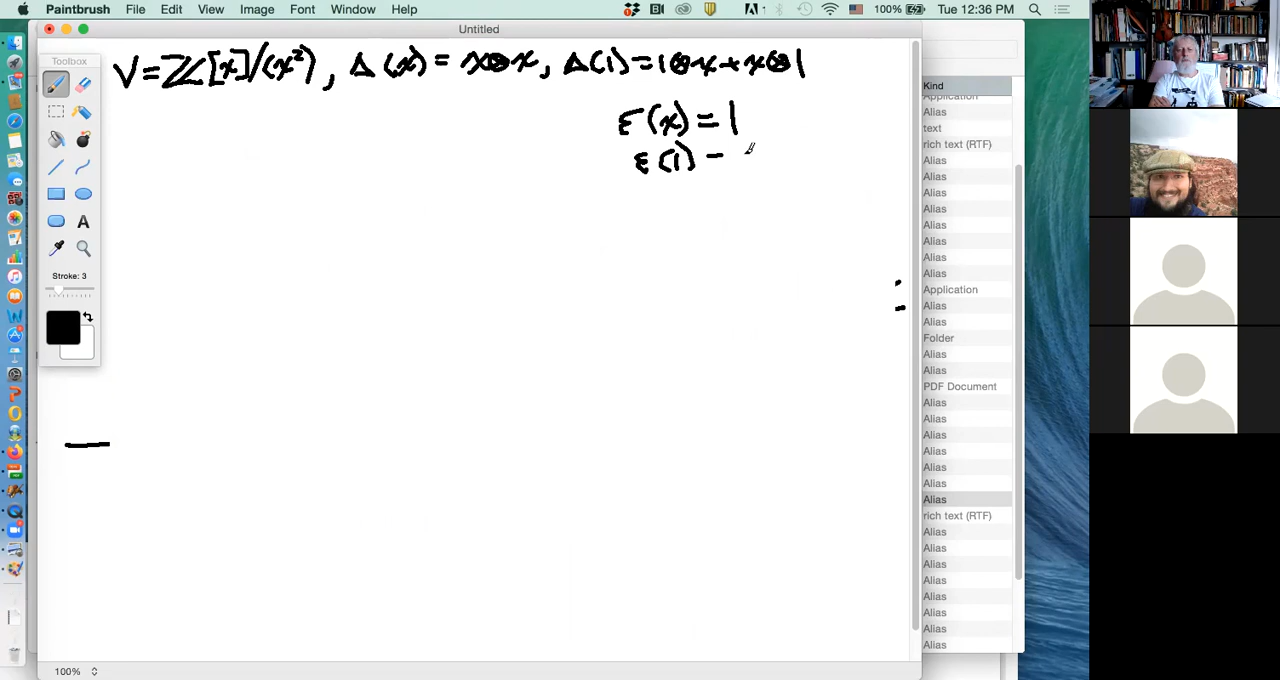 Paintbrush File Edit View Image Font Window Help 100% Tue 12:36 PM
Untitled
Toolbox
V=ℤ[x]/(x²), Δ(x)=x⊗x, Δ(1)=1⊗x+x⊗1
ε(x)=1
ε(1)–
Stroke: 3
100%
Kind
Application
Alias
text
rich text (RTF)
Alias
Alias
Alias
Alias
Alias
Alias
Alias
Alias
Application
Alias
Alias
Folder
Alias
Alias
PDF Document
Alias
Alias
Alias
Alias
Alias
Alias
Alias
rich text (RTF)
Alias
Alias
Alias
Alias
Alias
Alias
Alias
Alias